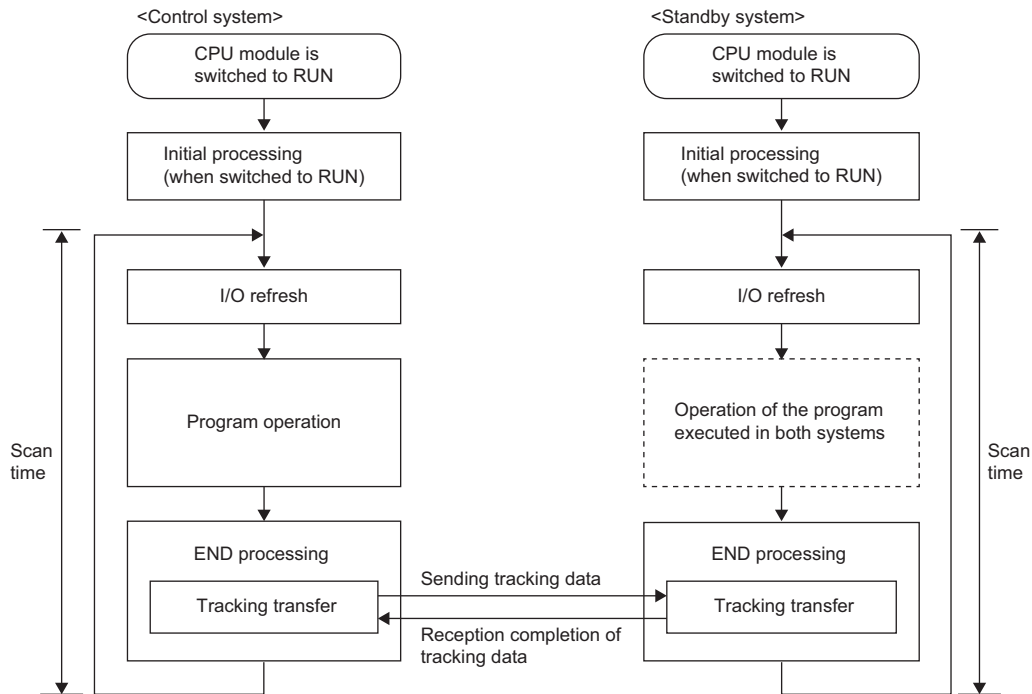 <Control system>
CPU module is
switched to RUN
Initial processing
(when switched to RUN)
I/O refresh
Program operation
Scan
time
END processing
Tracking transfer
Sending tracking data
Reception completion of
tracking data
<Standby system>
CPU module is
switched to RUN
Initial processing
(when switched to RUN)
I/O refresh
Operation of the program
executed in both systems
Scan
time
END processing
Tracking transfer